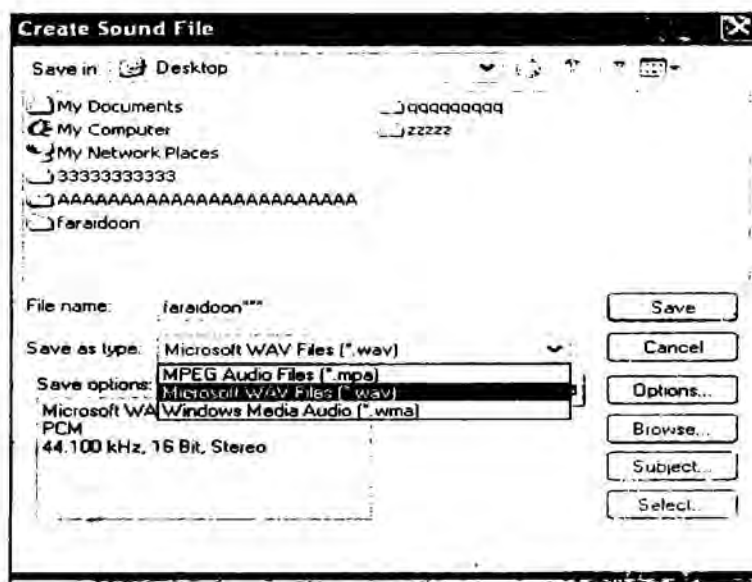 Create Sound File
Save in: Desktop
My Documents
My Computer
My Network Places
33333333333
AAAAAAAAAAAAAAAAAAAAAAAA
faraidoon
qqqqqqqqqq
zzzzz
File name: faraidoon"""
Save as type: Microsoft WAV Files (*.wav)
MPEG Audio Files (*.mpa)
Microsoft WAV Files (*.wav)
Windows Media Audio (*.wma)
Save options:
Microsoft WA
PCM
44.100 kHz, 16 Bit, Stereo
Save
Cancel
Options...
Browse...
Subject...
Select...